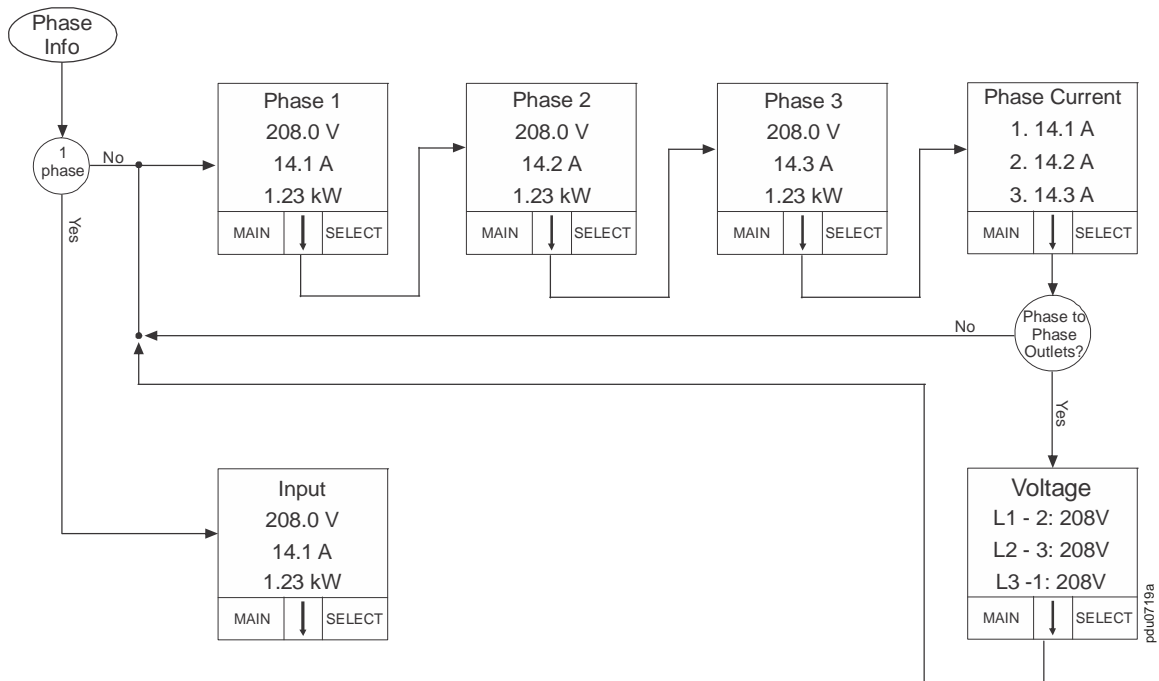 Phase
Info
1
phase
No
Yes
Phase 1
208.0 V
14.1 A
1.23 kW
MAIN
SELECT
Phase 2
208.0 V
14.2 A
1.23 kW
MAIN
SELECT
Phase 3
208.0 V
14.3 A
1.23 kW
MAIN
SELECT
Phase Current
1. 14.1 A
2. 14.2 A
3. 14.3 A
MAIN
SELECT
Phase to
Phase
Outlets?
No
Yes
Input
208.0 V
14.1 A
1.23 kW
MAIN
SELECT
Voltage
L1 - 2: 208V
L2 - 3: 208V
L3 -1: 208V
MAIN
SELECT
pdu0719a